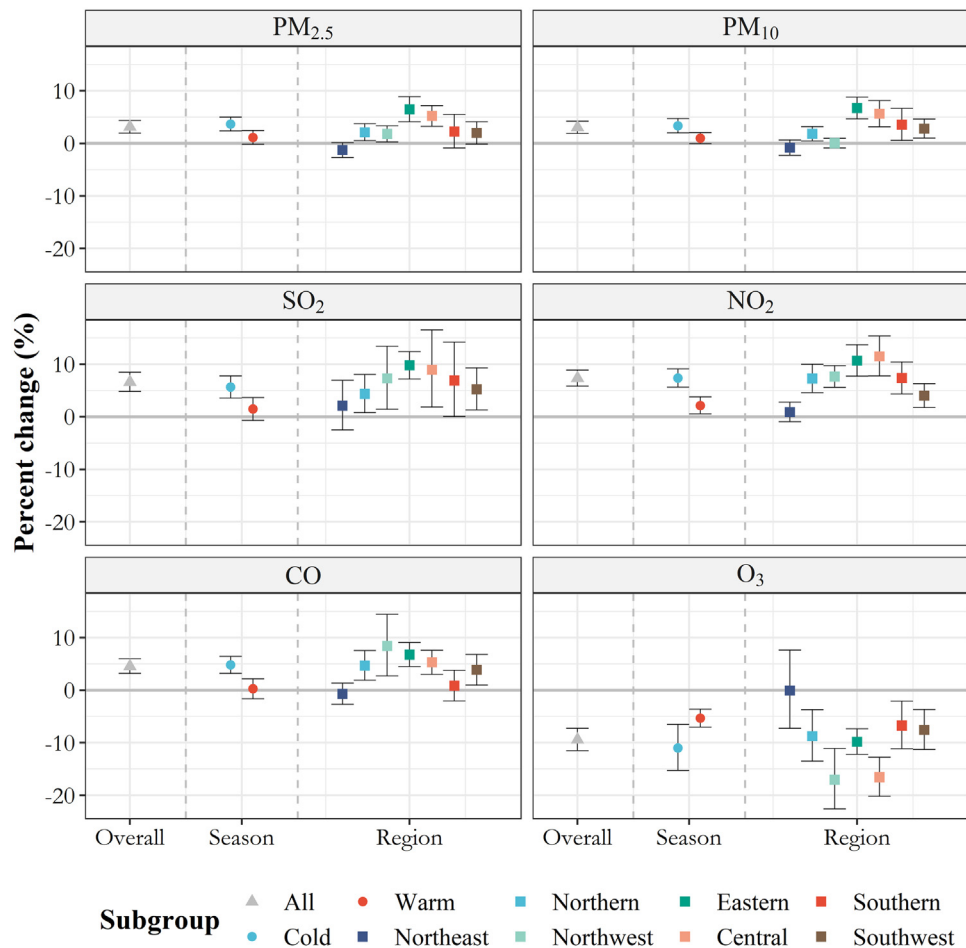 PM2.5 PM10
10
0
-10
-20
SO2 NO2
Percent change (%)
10
0
-10
-20
CO O3
10
0
-10
-20
Overall Season Region Overall Season Region
Subgroup
All Warm Northern Eastern Southern
Cold Northeast Northwest Central Southwest